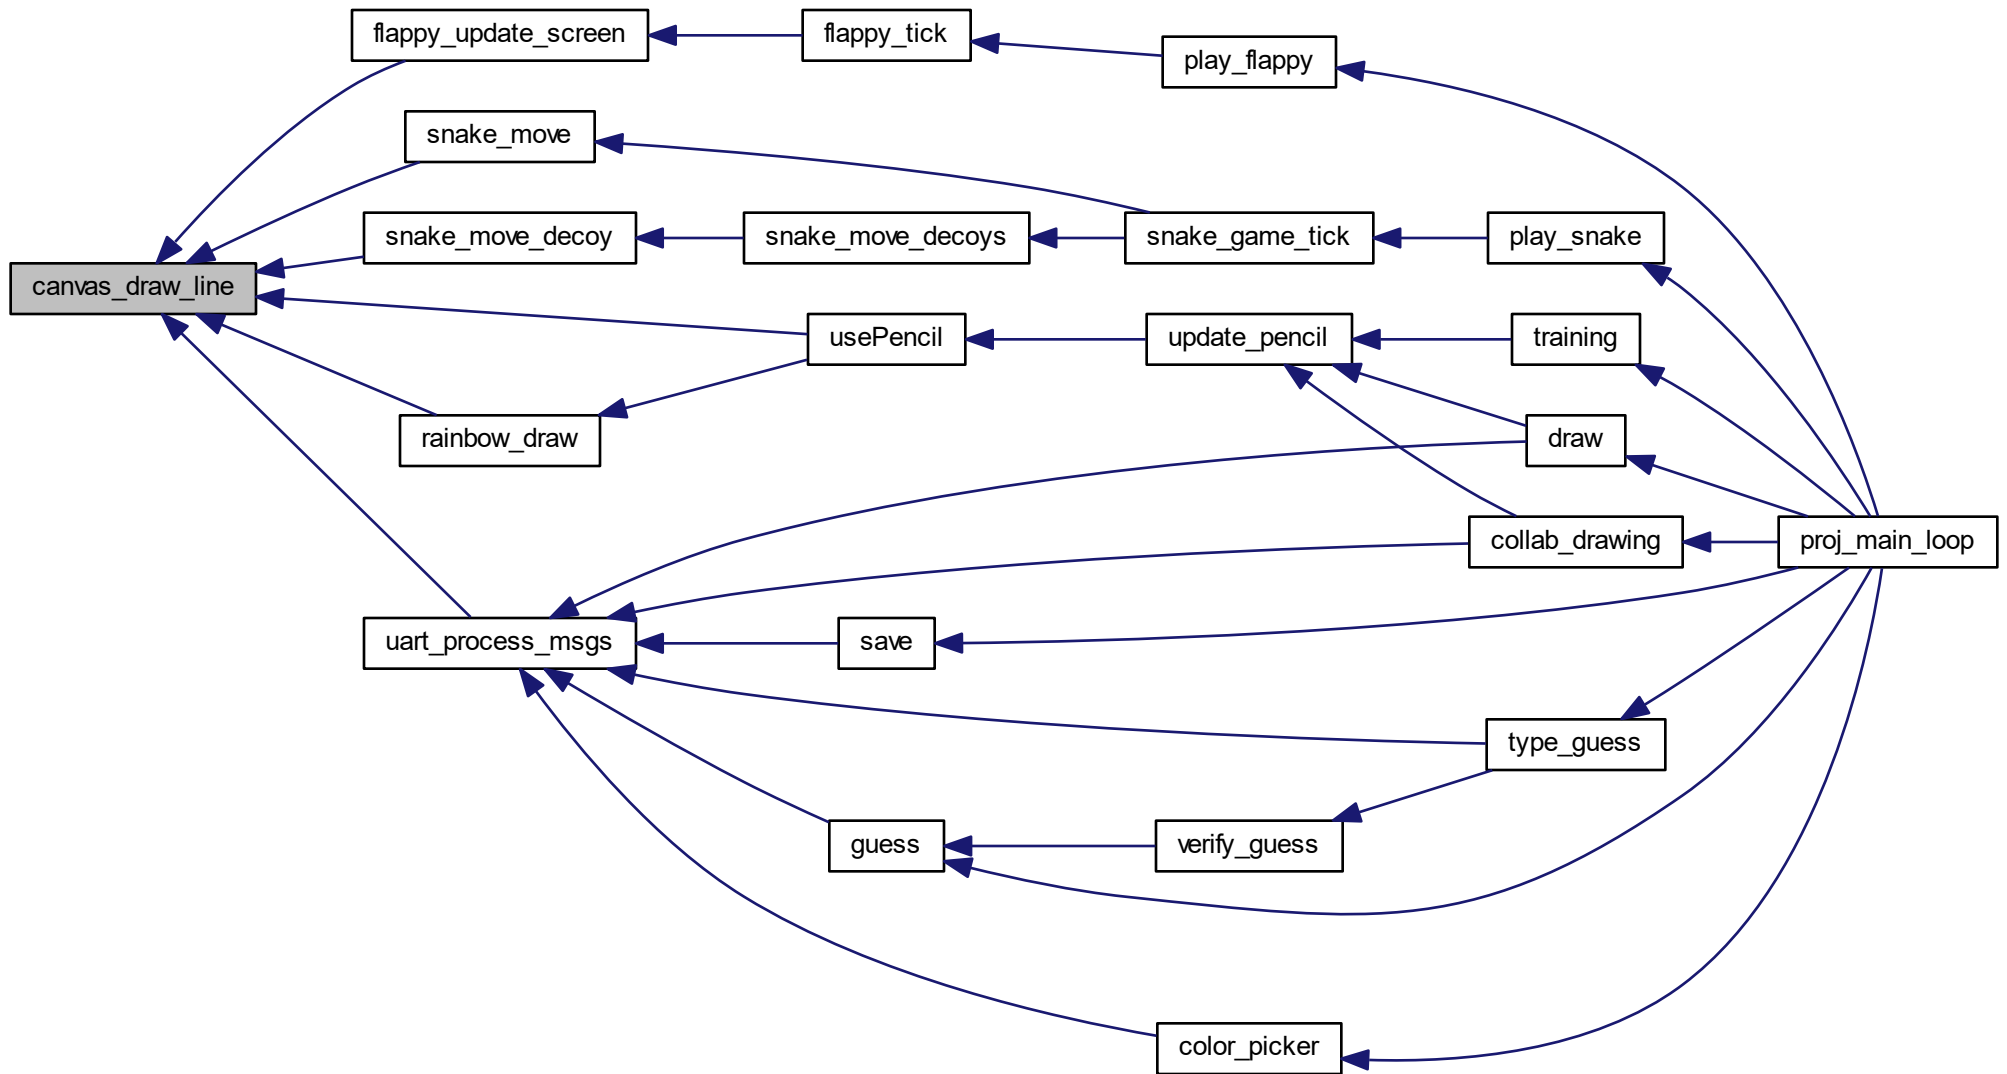 flappy_update_screen
flappy_tick
play_flappy
snake_move
snake_move_decoy
snake_move_decoys
snake_game_tick
play_snake
canvas_draw_line
usePencil
update_pencil
training
rainbow_draw
draw
collab_drawing
proj_main_loop
uart_process_msgs
save
type_guess
guess
verify_guess
color_picker